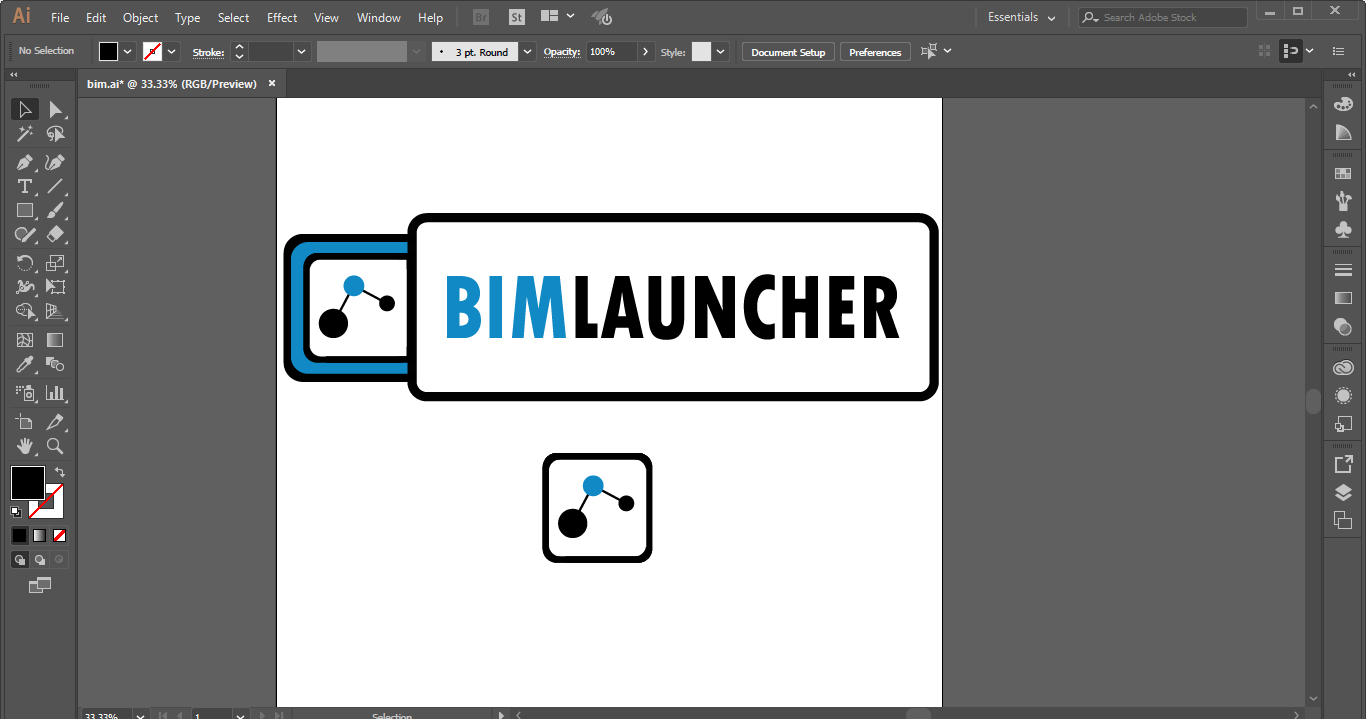 Ai File Edit Object Type Select Effect View Window Help Br St Essentials Search Adobe Stock
No Selection Stroke: 3 pt. Round Opacity: 100% Style: Document Setup Preferences
bim.ai* @ 33.33% (RGB/Preview)
BIMLAUNCHER
33.33% 1 Selection